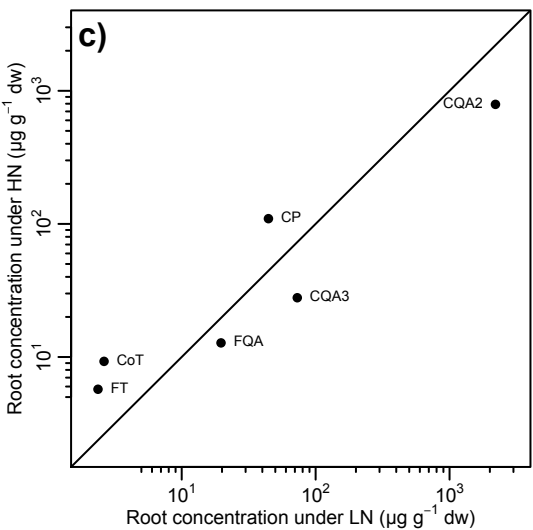 c)
Root concentration under HN (µg g⁻¹ dw)
10³
10²
10¹
CQA2
CP
CQA3
FQA
CoT
FT
10¹ 10² 10³
Root concentration under LN (µg g⁻¹ dw)